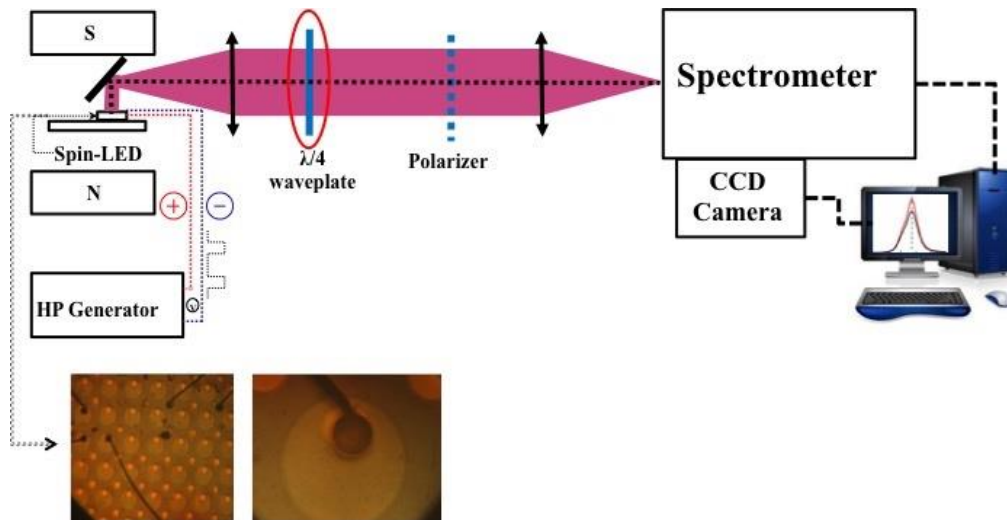 S
Spin-LED
N
+
−
HP Generator
λ/4
waveplate
Polarizer
Spectrometer
CCD
Camera